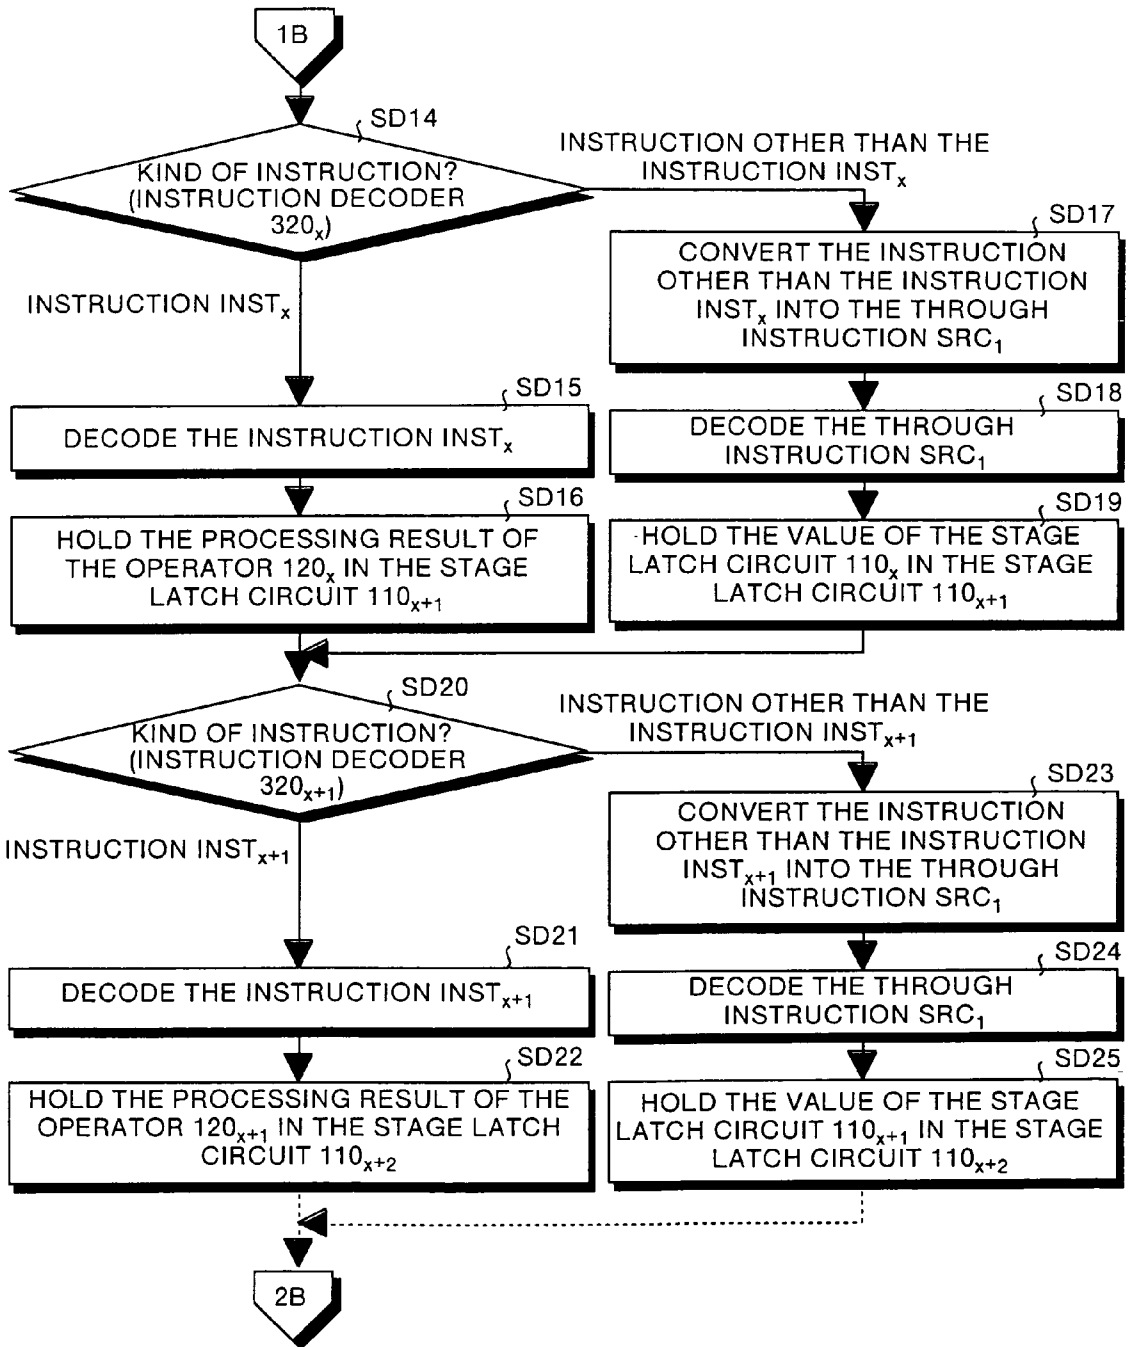 1B
SD14
KIND OF INSTRUCTION?
(INSTRUCTION DECODER
320x)
INSTRUCTION OTHER THAN THE
INSTRUCTION INSTx
INSTRUCTION INSTx
SD17
CONVERT THE INSTRUCTION
OTHER THAN THE INSTRUCTION
INSTx INTO THE THROUGH
INSTRUCTION SRC1
SD15
DECODE THE INSTRUCTION INSTx
SD18
DECODE THE THROUGH
INSTRUCTION SRC1
SD16
HOLD THE PROCESSING RESULT OF
THE OPERATOR 120x IN THE STAGE
LATCH CIRCUIT 110x+1
SD19
HOLD THE VALUE OF THE STAGE
LATCH CIRCUIT 110x IN THE STAGE
LATCH CIRCUIT 110x+1
SD20
KIND OF INSTRUCTION?
(INSTRUCTION DECODER
320x+1)
INSTRUCTION OTHER THAN THE
INSTRUCTION INSTx+1
INSTRUCTION INSTx+1
SD23
CONVERT THE INSTRUCTION
OTHER THAN THE INSTRUCTION
INSTx+1 INTO THE THROUGH
INSTRUCTION SRC1
SD21
DECODE THE INSTRUCTION INSTx+1
SD24
DECODE THE THROUGH
INSTRUCTION SRC1
SD22
HOLD THE PROCESSING RESULT OF THE
OPERATOR 120x+1 IN THE STAGE LATCH
CIRCUIT 110x+2
SD25
HOLD THE VALUE OF THE STAGE
LATCH CIRCUIT 110x+1 IN THE STAGE
LATCH CIRCUIT 110x+2
2B